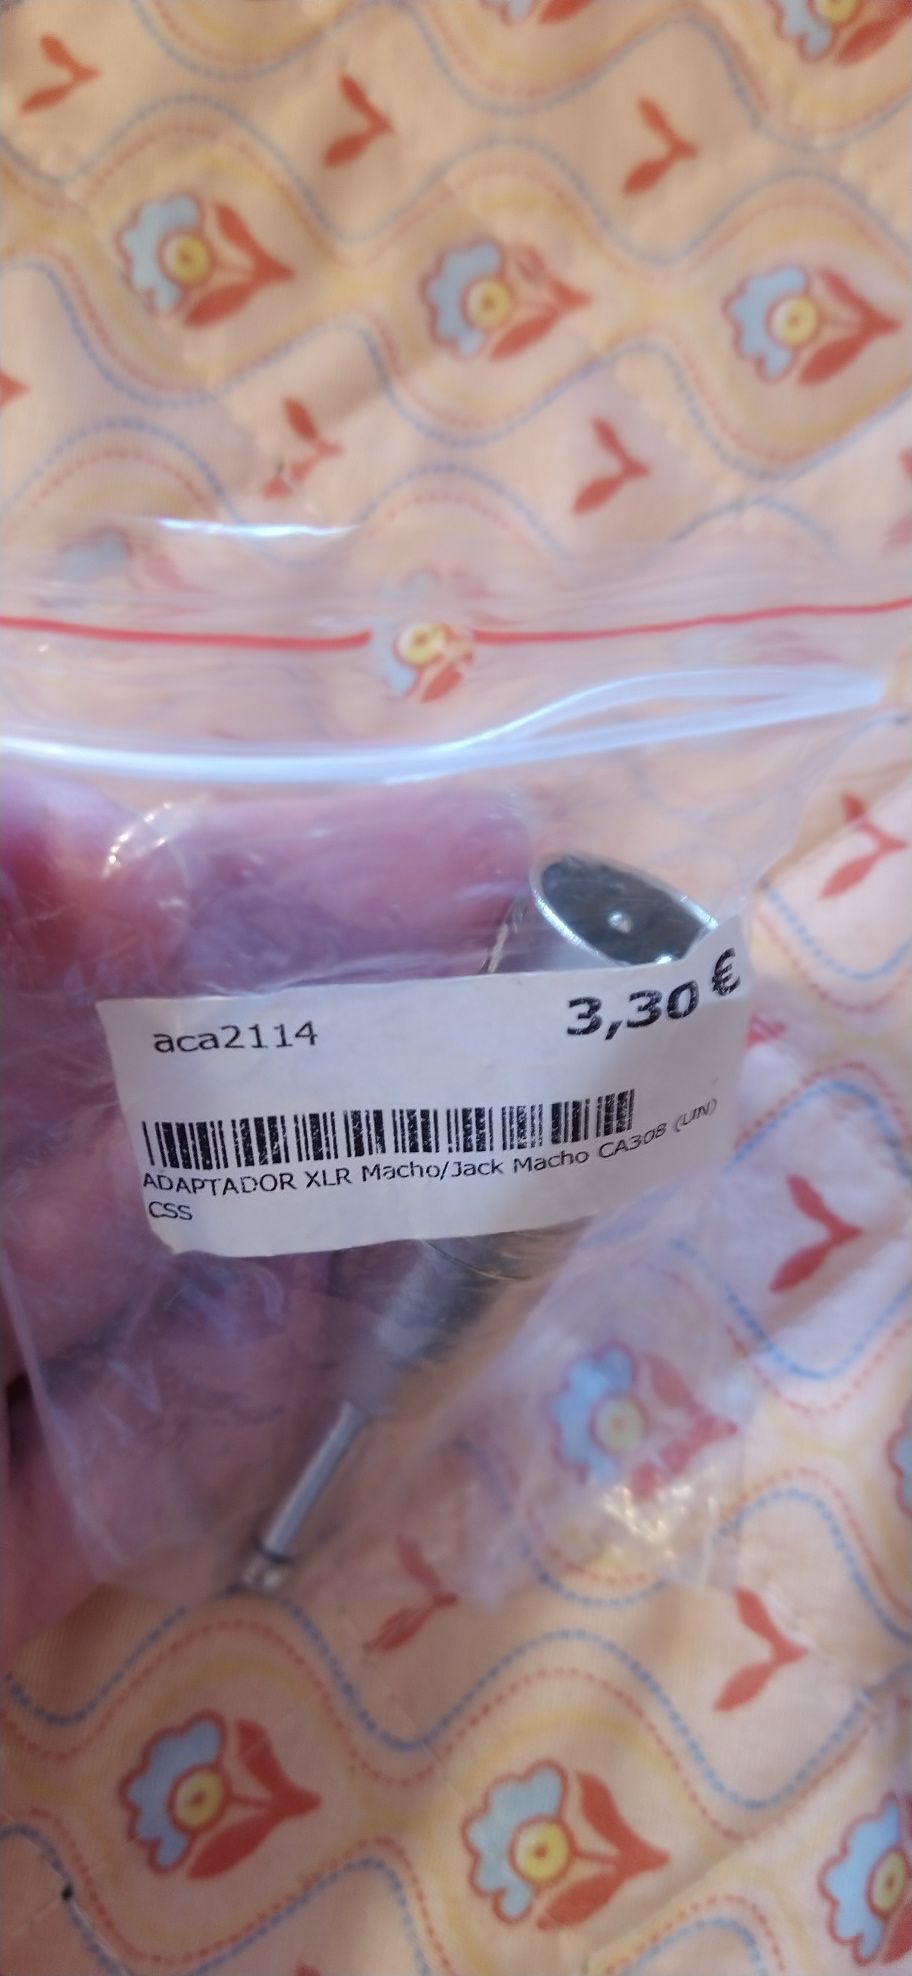 aca2114
3,30 €
ADAPTADOR XLR Macho/Jack Macho CA308 (UN)
CSS